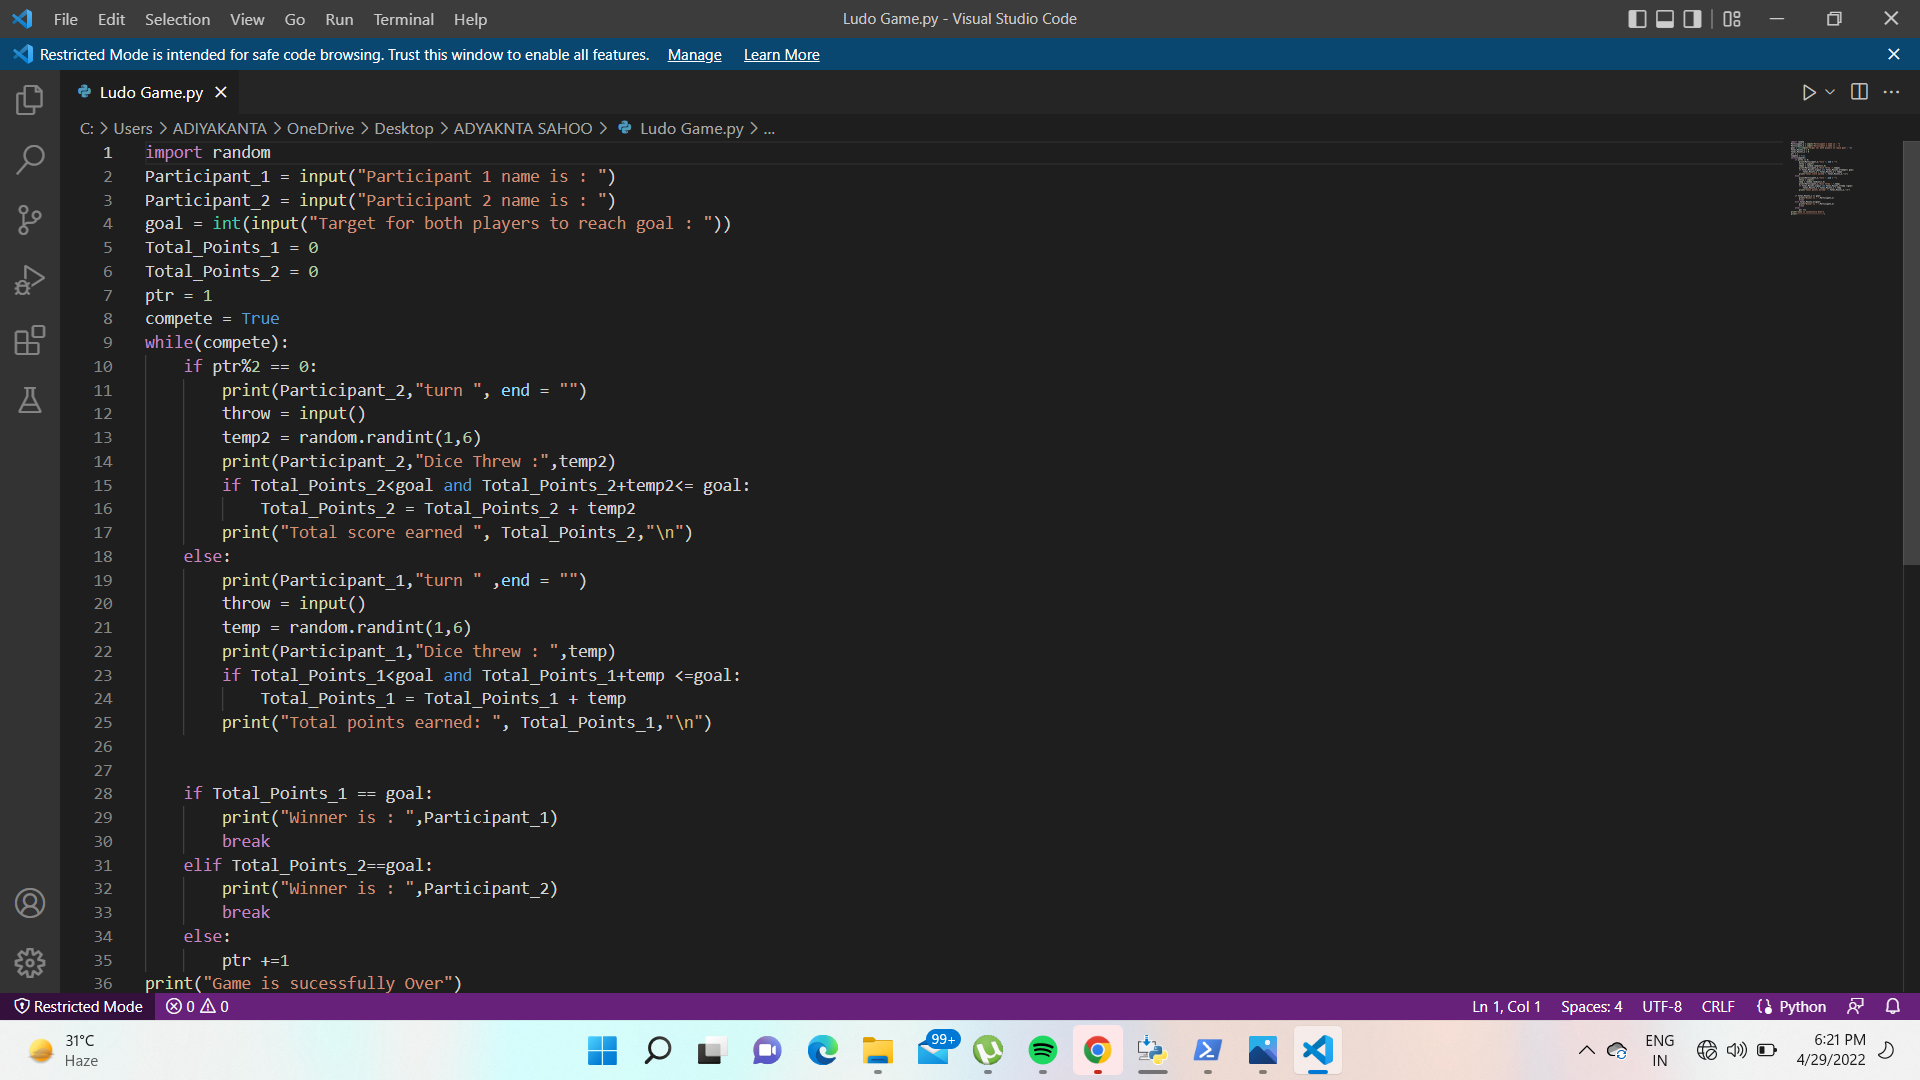 File Edit Selection View Go Run Terminal Help Ludo Game.py - Visual Studio Code
Restricted Mode is intended for safe code browsing. Trust this window to enable all features. Manage Learn More
Ludo Game.py
C: > Users > ADIYAKANTA > OneDrive > Desktop > ADYAKNTA SAHOO > Ludo Game.py > ...
1 import random
2 Participant_1 = input("Participant 1 name is : ")
3 Participant_2 = input("Participant 2 name is : ")
4 goal = int(input("Target for both players to reach goal : "))
5 Total_Points_1 = 0
6 Total_Points_2 = 0
7 ptr = 1
8 compete = True
9 while(compete):
10     if ptr%2 == 0:
11         print(Participant_2,"turn ", end = "")
12         throw = input()
13         temp2 = random.randint(1,6)
14         print(Participant_2,"Dice Threw :",temp2)
15         if Total_Points_2<goal and Total_Points_2+temp2<= goal:
16             Total_Points_2 = Total_Points_2 + temp2
17         print("Total score earned ", Total_Points_2,"\n")
18     else:
19         print(Participant_1,"turn " ,end = "")
20         throw = input()
21         temp = random.randint(1,6)
22         print(Participant_1,"Dice threw : ",temp)
23         if Total_Points_1<goal and Total_Points_1+temp <=goal:
24             Total_Points_1 = Total_Points_1 + temp
25         print("Total points earned: ", Total_Points_1,"\n")
26
27
28     if Total_Points_1 == goal:
29         print("Winner is : ",Participant_1)
30         break
31     elif Total_Points_2==goal:
32         print("Winner is : ",Participant_2)
33         break
34     else:
35         ptr +=1
36 print("Game is sucessfully Over")
Restricted Mode 0 0 Ln 1, Col 1 Spaces: 4 UTF-8 CRLF Python
31°C
Haze
99+
ENG
IN
6:21 PM
4/29/2022